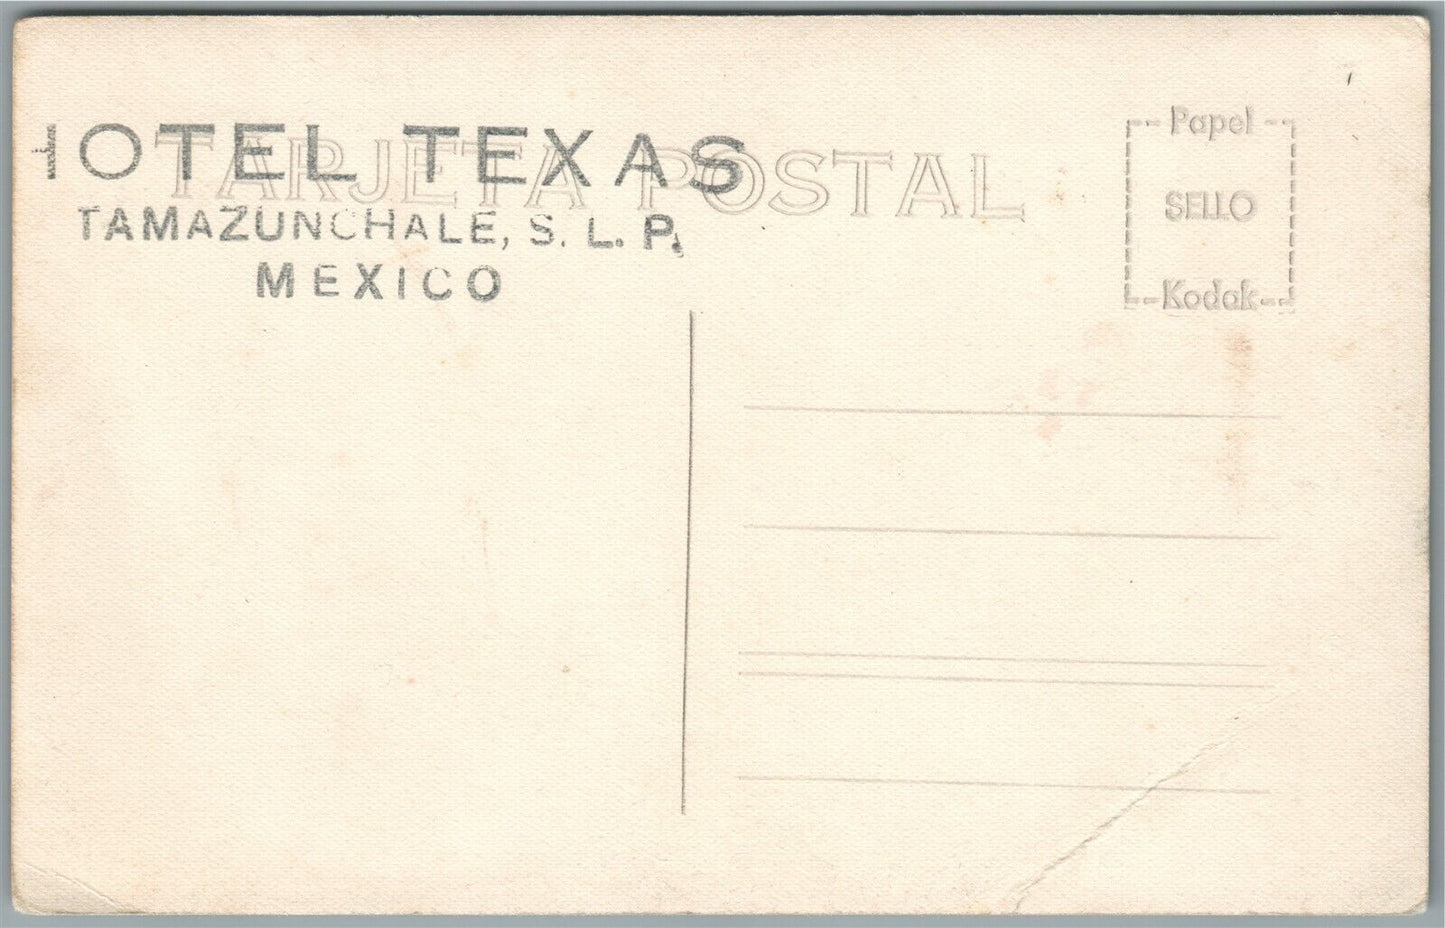 HOTEL TEXAS
TAMAZUNCHALE, S. L. P.
MEXICO
TARJETA POSTAL
Papel
SELLO
Kodak